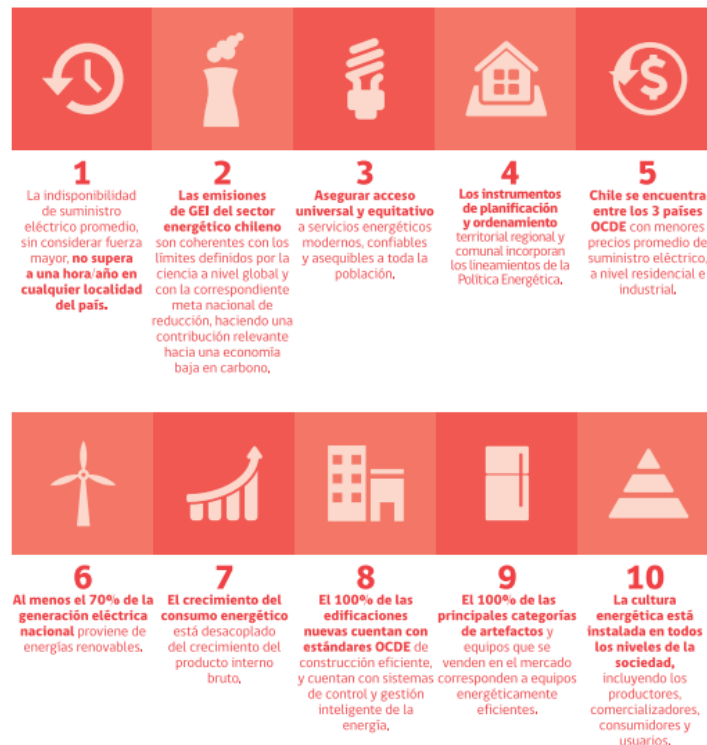 1
La indisponibilidad
de suministro
eléctrico promedio,
sin considerar fuerza
mayor, no supera
a una hora/año en
cualquier localidad
del país.
2
Las emisiones
de GEI del sector
energético chileno
son coherentes con los
límites definidos por la
ciencia a nivel global y
con la correspondiente
meta nacional de
reducción, haciendo una
contribución relevante
hacia una economía
baja en carbono.
3
Asegurar acceso
universal y equitativo
a servicios energéticos
modernos, confiables
y asequibles a toda la
población.
4
Los instrumentos
de planificación
y ordenamiento
territorial regional y
comunal incorporan
los lineamientos de la
Política Energética.
5
Chile se encuentra
entre los 3 países
OCDE con menores
precios promedio de
suministro eléctrico,
a nivel residencial e
industrial.
6
Al menos el 70% de la
generación eléctrica
nacional proviene de
energías renovables.
7
El crecimiento del
consumo energético
está desacoplado
del crecimiento del
producto interno
bruto.
8
El 100% de las
edificaciones
nuevas cuentan con
estándares OCDE de
construcción eficiente,
y cuentan con sistemas
de control y gestión
inteligente de la
energía.
9
El 100% de las
principales categorías
de artefactos y
equipos que se
venden en el mercado
corresponden a equipos
energéticamente
eficientes.
10
La cultura
energética está
instalada en todos
los niveles de la
sociedad,
incluyendo los
productores,
comercializadores,
consumidores y
usuarios.